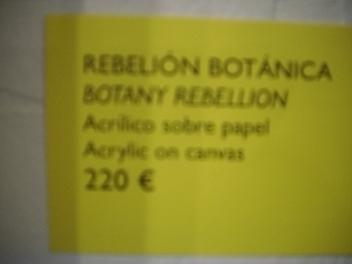 REBELIÓN BOTÁNICA
BOTANY REBELLION
Acrílico sobre papel
Acrylic on canvas
220 €